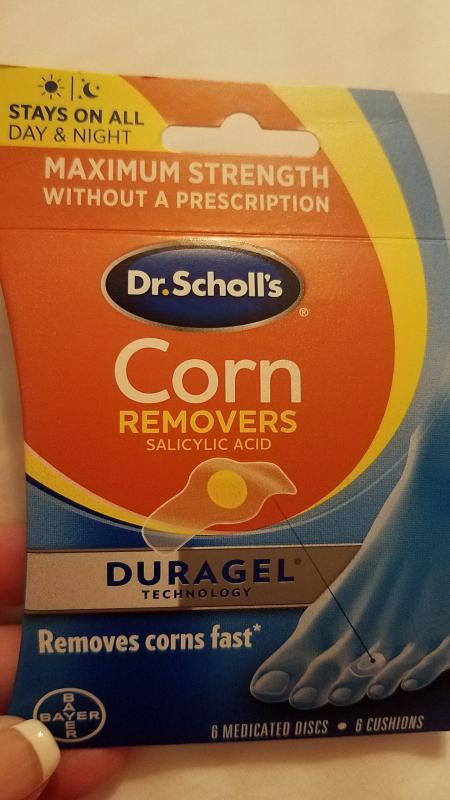 STAYS ON ALL
DAY & NIGHT
MAXIMUM STRENGTH
WITHOUT A PRESCRIPTION
Dr.Scholl's
®
Corn
REMOVERS
SALICYLIC ACID
DURAGEL®
TECHNOLOGY
Removes corns fast*
BAYER
BAYER
6 MEDICATED DISCS • 6 CUSHIONS